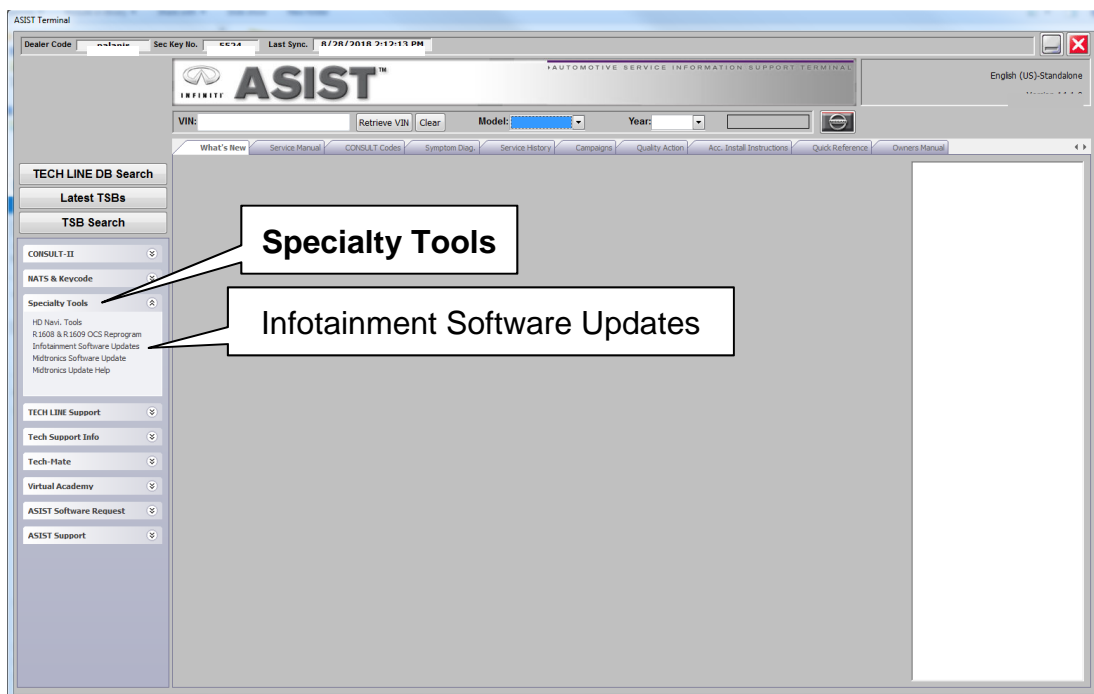 ASIST Terminal
Dealer Code Sec Key No. Last Sync. 8/28/2018 2:12:13 PM
INFINITI ASIST™ AUTOMOTIVE SERVICE INFORMATION SUPPORT TERMINAL English (US)-Standalone
VIN: Retrieve VIN Clear Model: Year:
What's New Service Manual CONSULT Codes Symptom Diag. Service History Campaigns Quality Action Acc. Install Instructions Quick Reference Owners Manual
TECH LINE DB Search
Latest TSBs
TSB Search
CONSULT-II
NATS & Keycode
Specialty Tools
HD Navi. Tools
R1608 & R1609 OCS Reprogram
Infotainment Software Updates
Midtronics Software Update
Midtronics Update Help
TECH LINE Support
Tech Support Info
Tech-Mate
Virtual Academy
ASIST Software Request
ASIST Support
Specialty Tools
Infotainment Software Updates